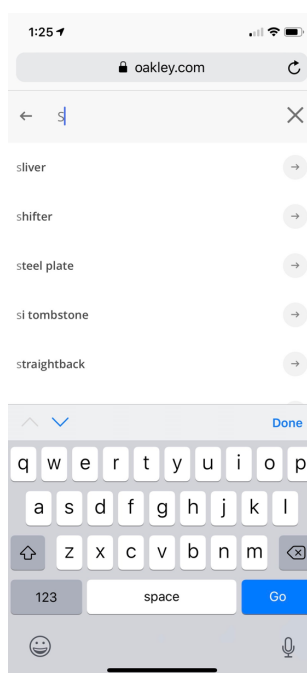 1:25
oakley.com
s
sliver
shifter
steel plate
si tombstone
straightback
Done
q w e r t y u i o p
a s d f g h j k l
z x c v b n m
123 space Go